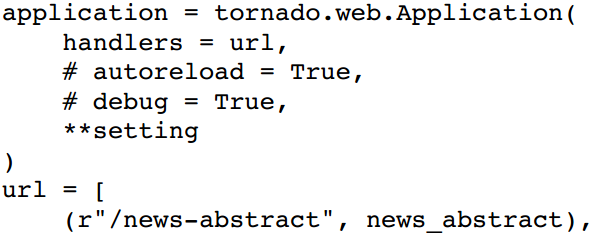 application = tornado.web.Application(
    handlers = url,
    # autoreload = True,
    # debug = True,
    **setting
)
url = [
    (r"/news-abstract", news_abstract),